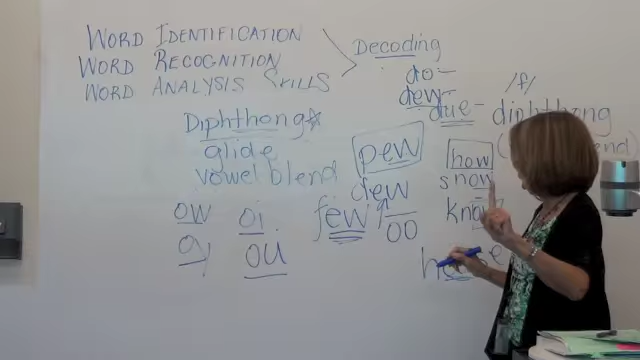 WORD IDENTIFICATION
WORD RECOGNITION
WORD ANALYSIS SKILLS
Decoding
do-
dew-
due-
/f/
diphthong
Diphthong
glide
vowel blend
ow oi
oy ou
pew
dew
few
oo
how
snow